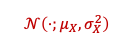 𝒩(·; μ_X, σ_X^2)